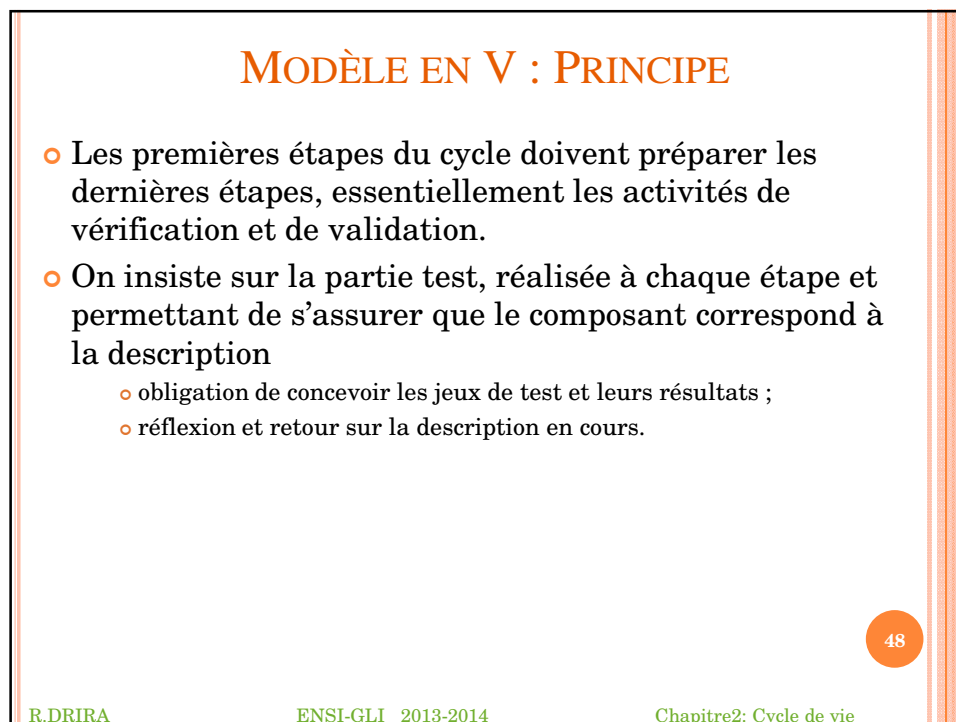 MODÈLE EN V : PRINCIPE
Les premières étapes du cycle doivent préparer les
dernières étapes, essentiellement les activités de
vérification et de validation.
On insiste sur la partie test, réalisée à chaque étape et
permettant de s’assurer que le composant correspond à
la description
obligation de concevoir les jeux de test et leurs résultats ;
réflexion et retour sur la description en cours.
48
R.DRIRA ENSI-GLI 2013-2014 Chapitre2: Cycle de vie